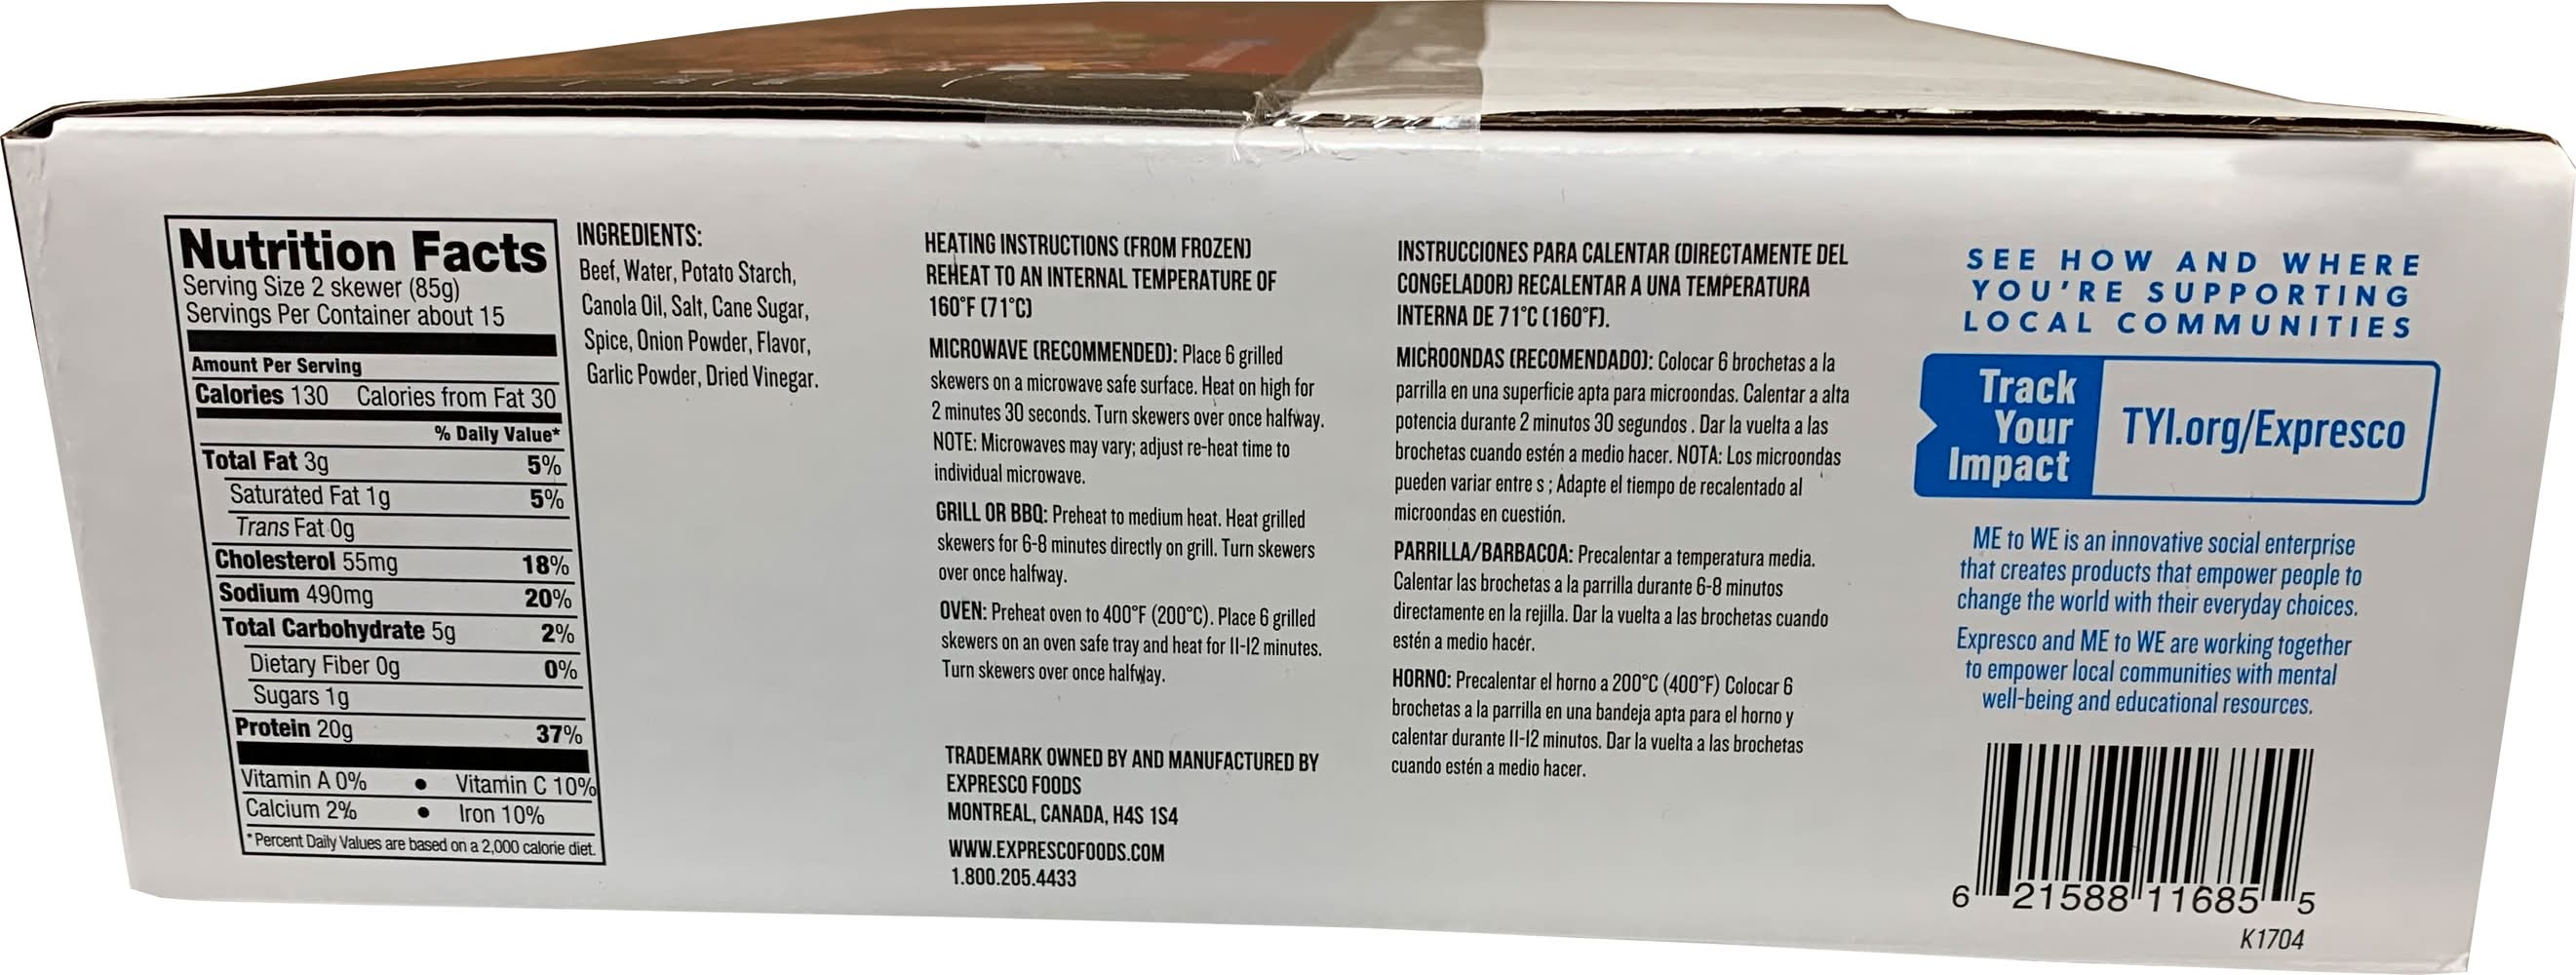 Nutrition Facts
Serving Size 2 skewer (85g)
Servings Per Container about 15
Amount Per Serving
Calories 130 Calories from Fat 30
% Daily Value*
Total Fat 3g 5%
Saturated Fat 1g 5%
Trans Fat 0g
Cholesterol 55mg 18%
Sodium 490mg 20%
Total Carbohydrate 5g 2%
Dietary Fiber 0g 0%
Sugars 1g
Protein 20g 37%
Vitamin A 0% • Vitamin C 10%
Calcium 2% • Iron 10%
*Percent Daily Values are based on a 2,000 calorie diet.
INGREDIENTS:
Beef, Water, Potato Starch,
Canola Oil, Salt, Cane Sugar,
Spice, Onion Powder, Flavor,
Garlic Powder, Dried Vinegar.
HEATING INSTRUCTIONS (FROM FROZEN)
REHEAT TO AN INTERNAL TEMPERATURE OF
160°F (71°C)
MICROWAVE (RECOMMENDED): Place 6 grilled
skewers on a microwave safe surface. Heat on high for
2 minutes 30 seconds. Turn skewers over once halfway.
NOTE: Microwaves may vary; adjust re-heat time to
individual microwave.
GRILL OR BBQ: Preheat to medium heat. Heat grilled
skewers for 6-8 minutes directly on grill. Turn skewers
over once halfway.
OVEN: Preheat oven to 400°F (200°C). Place 6 grilled
skewers on an oven safe tray and heat for 11-12 minutes.
Turn skewers over once halfway.
TRADEMARK OWNED BY AND MANUFACTURED BY
EXPRESCO FOODS
MONTREAL, CANADA, H4S 1S4
WWW.EXPRESCOFOODS.COM
1.800.205.4433
INSTRUCCIONES PARA CALENTAR (DIRECTAMENTE DEL
CONGELADOR) RECALENTAR A UNA TEMPERATURA
INTERNA DE 71°C (160°F).
MICROONDAS (RECOMENDADO): Colocar 6 brochetas a la
parrilla en una superficie apta para microondas. Calentar a alta
potencia durante 2 minutos 30 segundos . Dar la vuelta a las
brochetas cuando estén a medio hacer. NOTA: Los microondas
pueden variar entre s ; Adapte el tiempo de recalentado al
microondas en cuestión.
PARRILLA/BARBACOA: Precalentar a temperatura media.
Calentar las brochetas a la parrilla durante 6-8 minutos
directamente en la rejilla. Dar la vuelta a las brochetas cuando
estén a medio hacer.
HORNO: Precalentar el horno a 200°C (400°F) Colocar 6
brochetas a la parrilla en una bandeja apta para el horno y
calentar durante 11-12 minutos. Dar la vuelta a las brochetas
cuando estén a medio hacer.
SEE HOW AND WHERE
YOU'RE SUPPORTING
LOCAL COMMUNITIES
Track
Your
Impact
TYI.org/Expresco
ME to WE is an innovative social enterprise
that creates products that empower people to
change the world with their everyday choices.
Expresco and ME to WE are working together
to empower local communities with mental
well-being and educational resources.
6 21588 11685 5
K1704